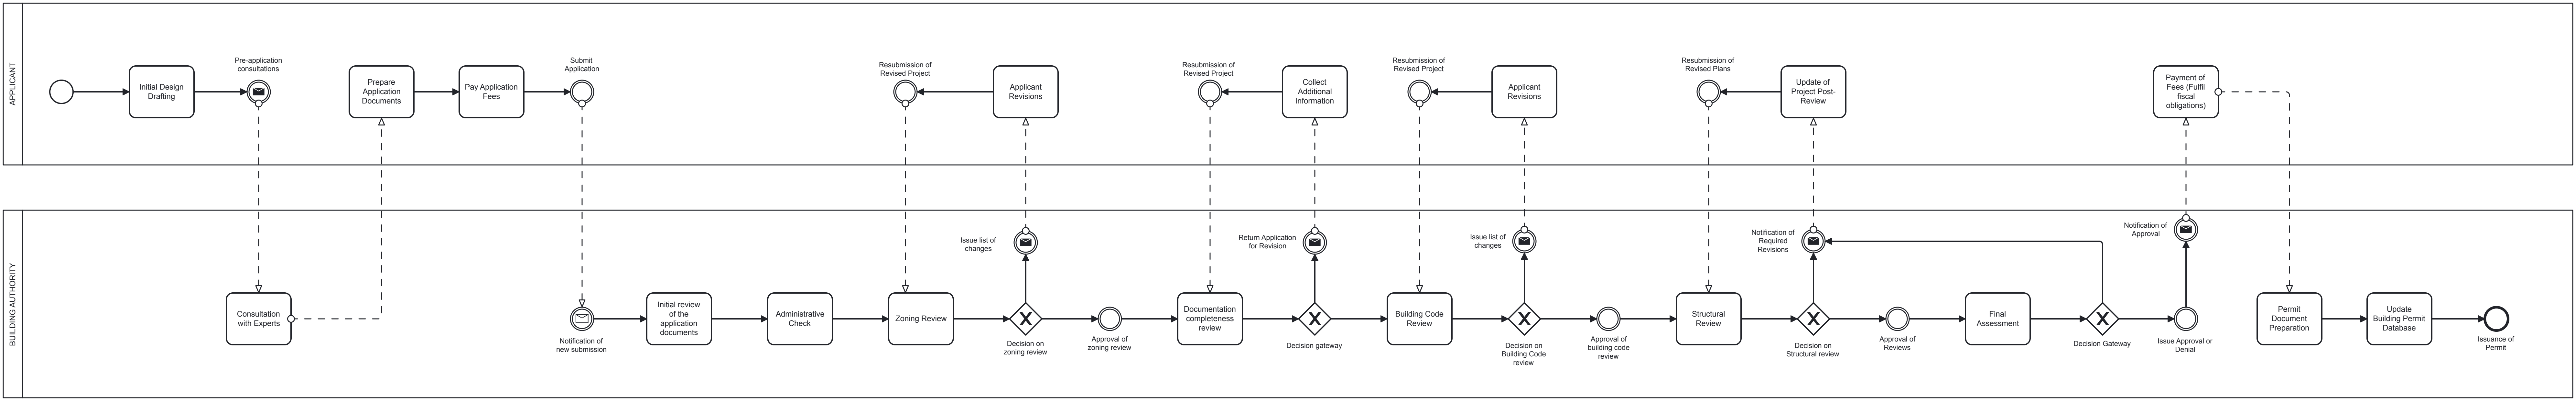 APPLICANT
Initial Design
Drafting
Pre-application
consultations
Prepare
Application
Documents
Pay Application
Fees
Submit
Application
Resubmission of
Revised Project
Applicant
Revisions
Resubmission of
Revised Project
Collect
Additional
Information
Resubmission of
Revised Project
Applicant
Revisions
Resubmission of
Revised Plans
Update of
Project Post-
Review
Payment of
Fees (Fulfil
fiscal
obligations)
BUILDING AUTHORITY
Consultation
with Experts
Notification of
new submission
Initial review
of the
application
documents
Administrative
Check
Zoning Review
Issue list of
changes
Decision on
zoning review
Approval of
zoning review
Documentation
completeness
review
Return Application
for Revision
Decision gateway
Building Code
Review
Issue list of
changes
Decision on
Building Code
review
Approval of
building code
review
Structural
Review
Notification of
Required
Revisions
Decision on
Structural review
Approval of
Reviews
Final
Assessment
Decision Gateway
Notification of
Approval
Issue Approval or
Denial
Permit
Document
Preparation
Update
Building Permit
Database
Issuance of
Permit